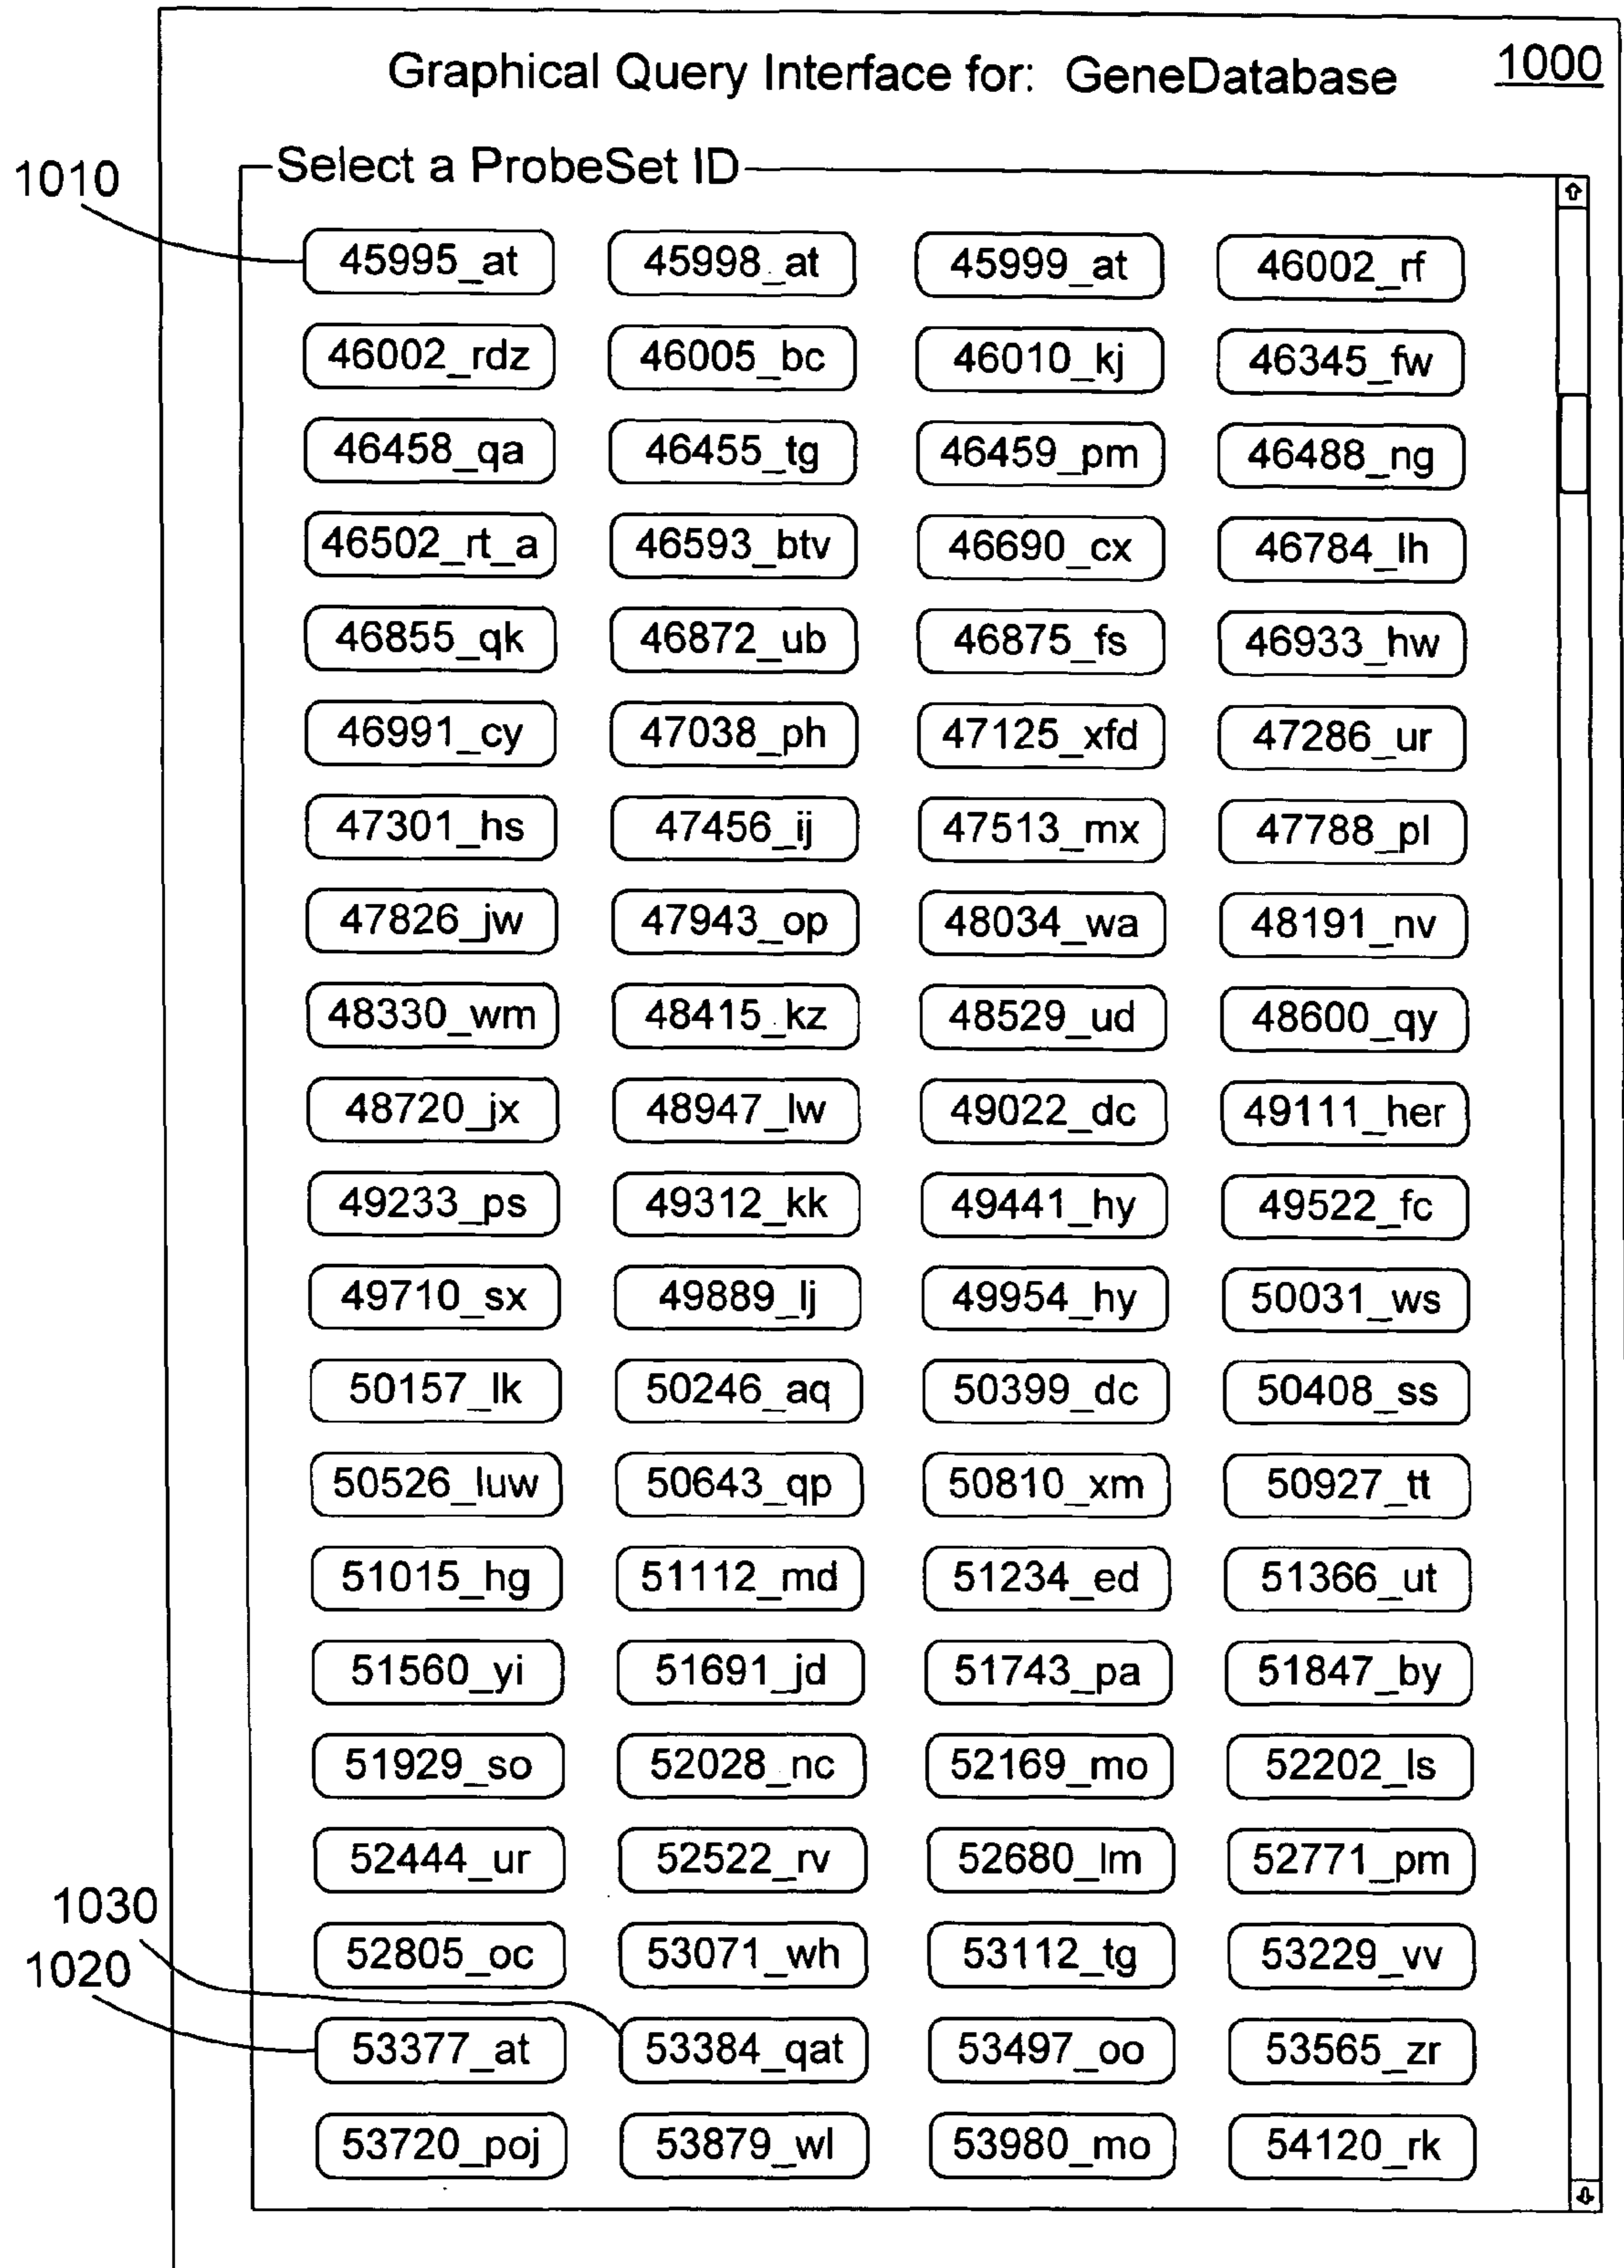 Graphical Query Interface for: GeneDatabase 1000
Select a ProbeSet ID
1010
45995_at 45998_at 45999_at 46002_rf
46002_rdz 46005_bc 46010_kj 46345_fw
46458_qa 46455_tg 46459_pm 46488_ng
46502_rt_a 46593_btv 46690_cx 46784_lh
46855_qk 46872_ub 46875_fs 46933_hw
46991_cy 47038_ph 47125_xfd 47286_ur
47301_hs 47456_ij 47513_mx 47788_pl
47826_jw 47943_op 48034_wa 48191_nv
48330_wm 48415_kz 48529_ud 48600_qy
48720_jx 48947_lw 49022_dc 49111_her
49233_ps 49312_kk 49441_hy 49522_fc
49710_sx 49889_lj 49954_hy 50031_ws
50157_lk 50246_aq 50399_dc 50408_ss
50526_luw 50643_qp 50810_xm 50927_tt
51015_hg 51112_md 51234_ed 51366_ut
51560_yi 51691_jd 51743_pa 51847_by
51929_so 52028_nc 52169_mo 52202_ls
52444_ur 52522_rv 52680_lm 52771_pm
1030
52805_oc 53071_wh 53112_tg 53229_vv
1020
53377_at 53384_qat 53497_oo 53565_zr
53720_poj 53879_wl 53980_mo 54120_rk